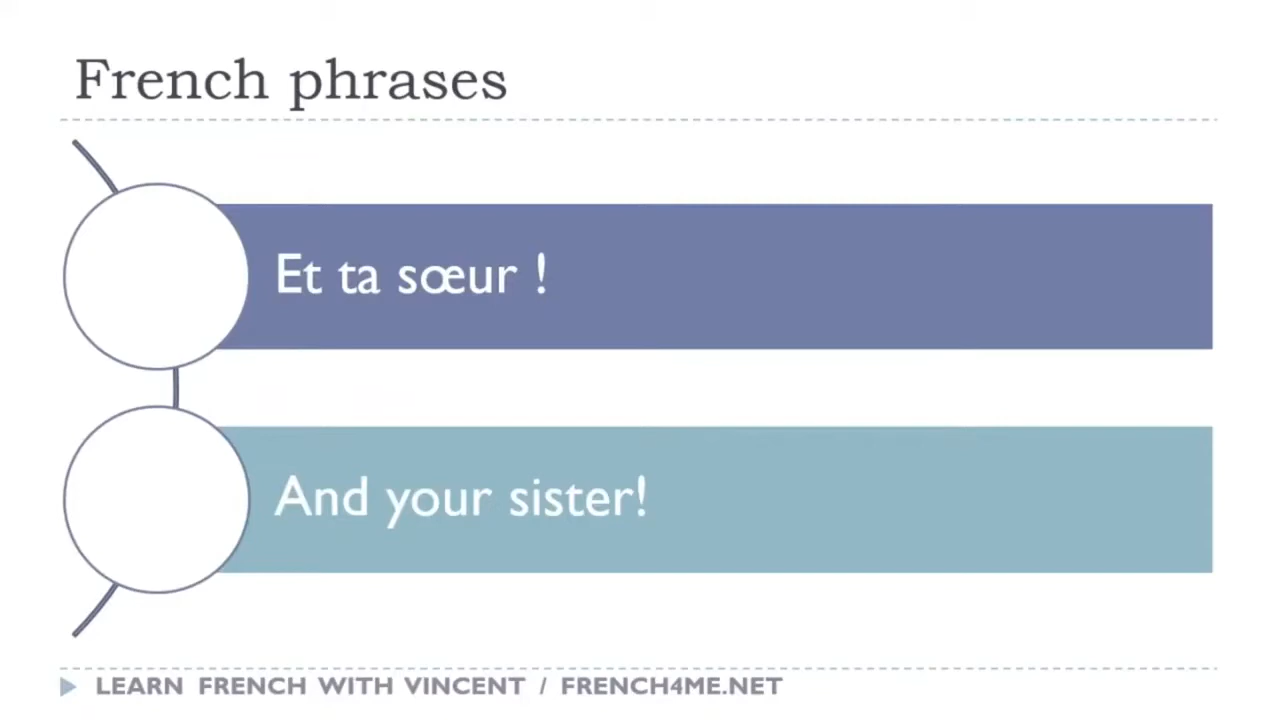 French phrases
Et ta sœur !
And your sister!
LEARN FRENCH WITH VINCENT / FRENCH4ME.NET